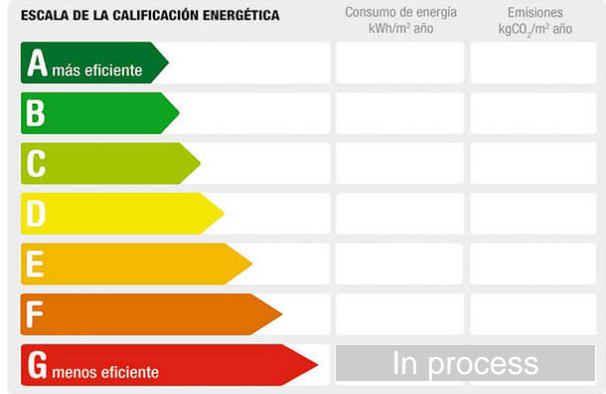 ESCALA DE LA CALIFICACIÓN ENERGÉTICA
Consumo de energía
kWh/m² año
Emisiones
kgCO₂/m² año
A más eficiente
B
C
D
E
F
G menos eficiente
In process